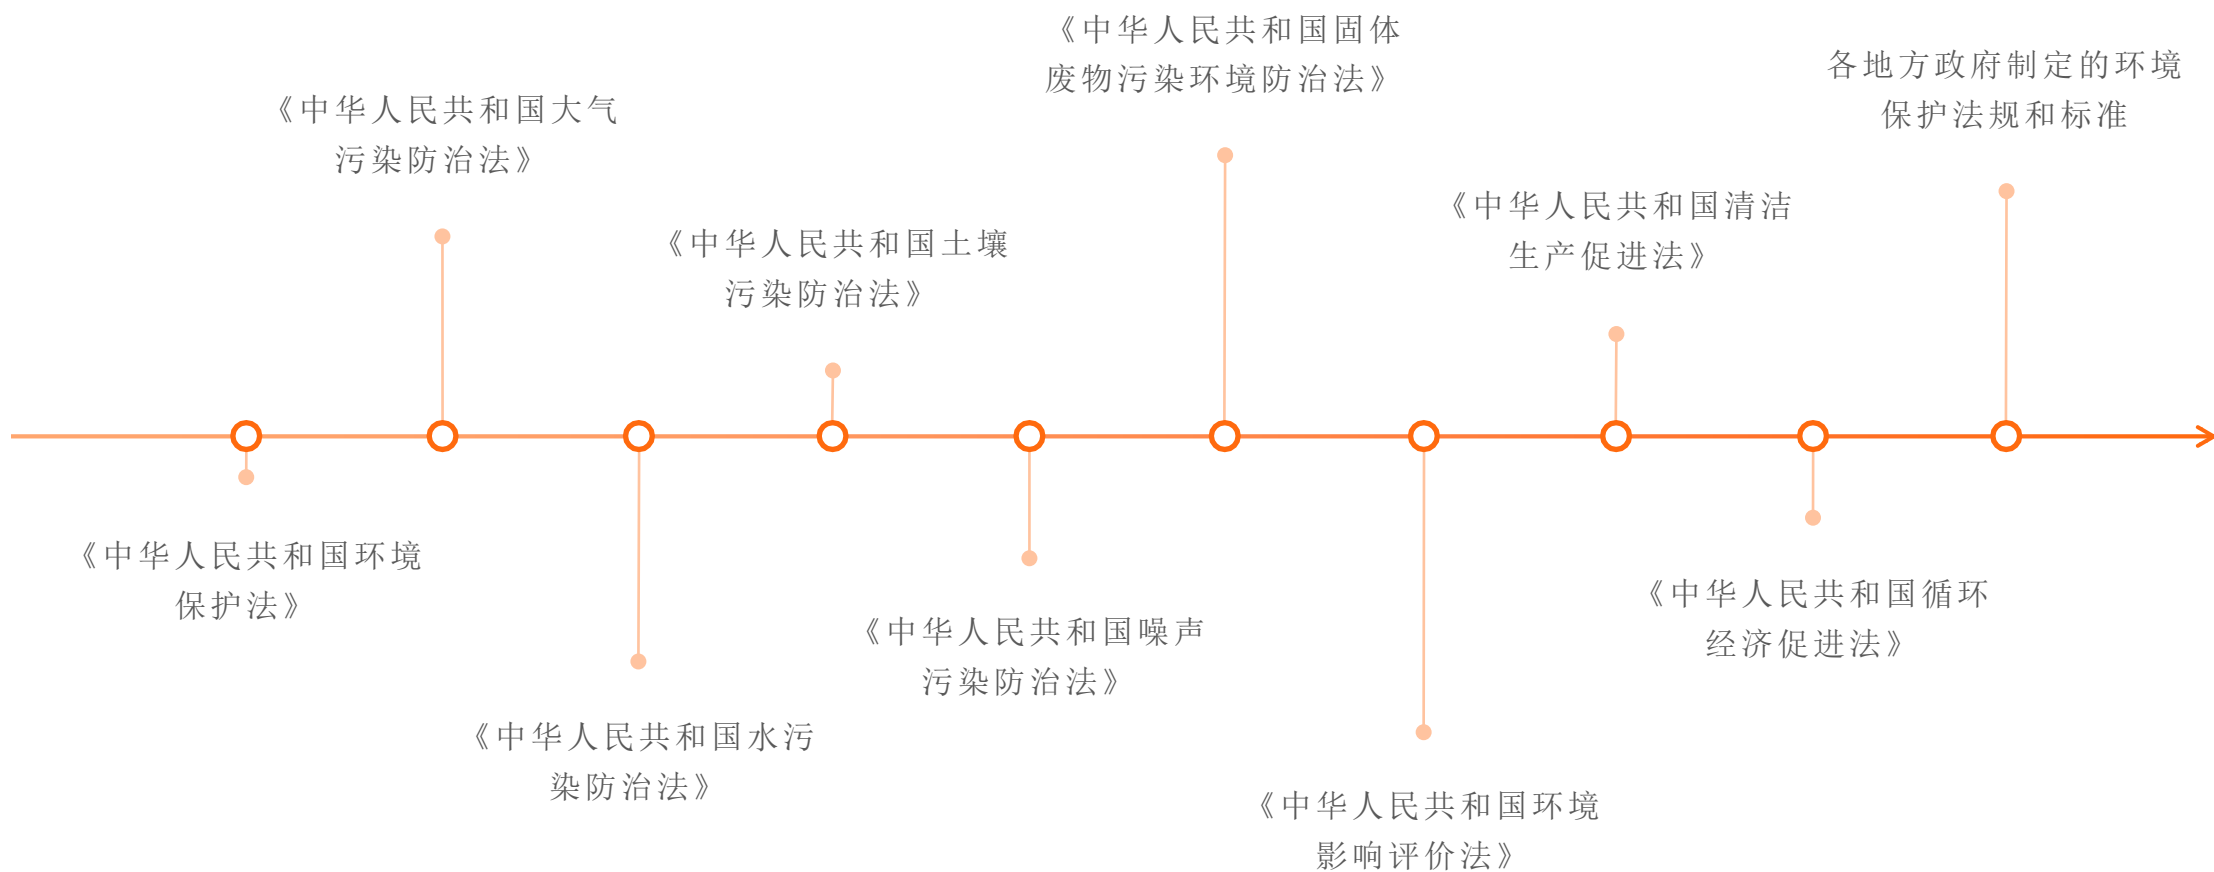 《中华人民共和国环境
保护法》
《中华人民共和国大气
污染防治法》
《中华人民共和国水污
染防治法》
《中华人民共和国土壤
污染防治法》
《中华人民共和国噪声
污染防治法》
《中华人民共和国固体
废物污染环境防治法》
《中华人民共和国环境
影响评价法》
《中华人民共和国清洁
生产促进法》
《中华人民共和国循环
经济促进法》
各地方政府制定的环境
保护法规和标准